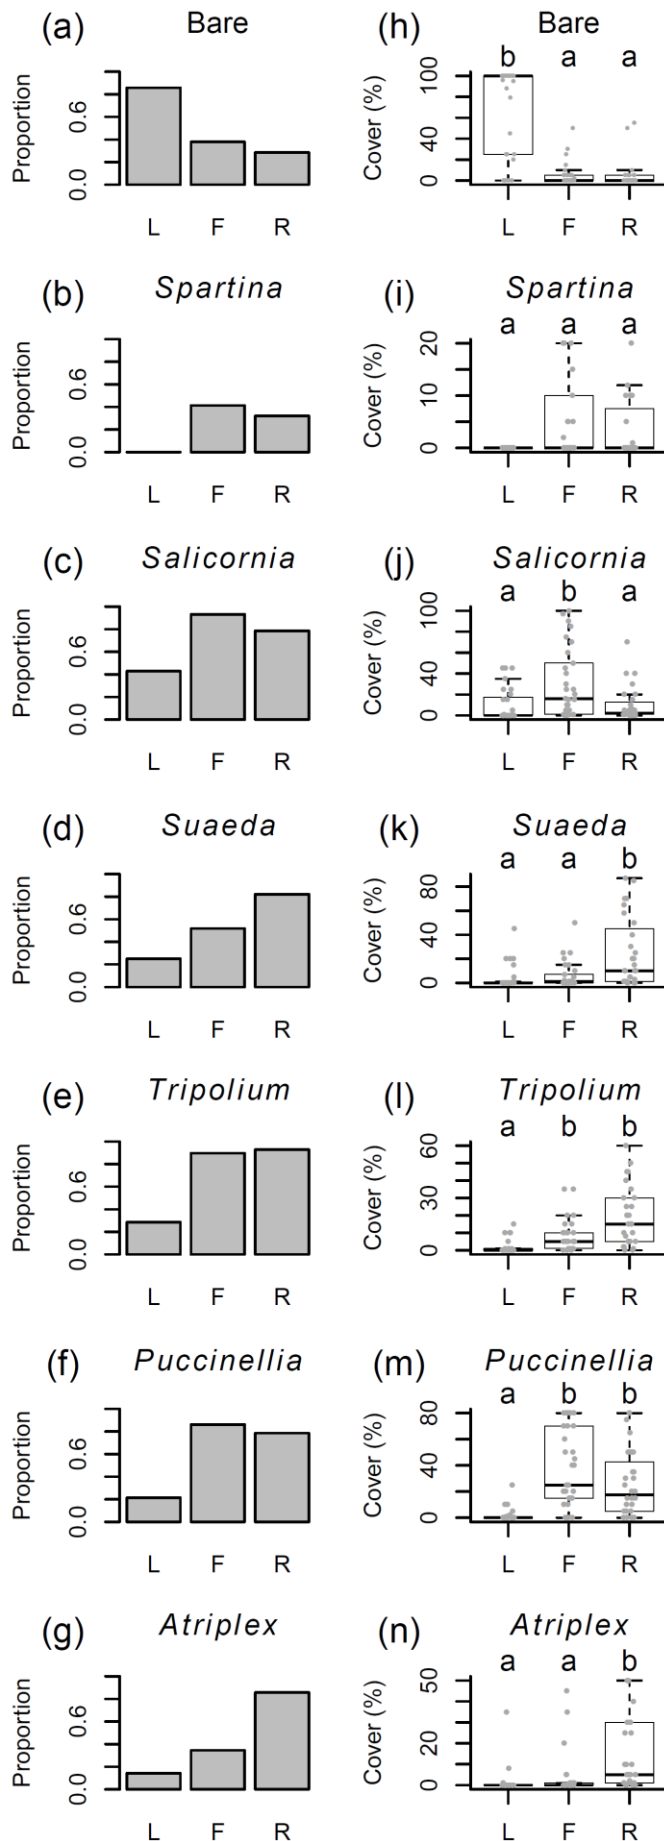 (a) Bare
Proportion
0.0 0.6
L F R
(h) Bare
b a a
Cover (%)
0 40 100
L F R
(b) Spartina
Proportion
0.0 0.6
L F R
(i) Spartina
a a a
Cover (%)
0 10 20
L F R
(c) Salicornia
Proportion
0.0 0.6
L F R
(j) Salicornia
a b a
Cover (%)
0 40 100
L F R
(d) Suaeda
Proportion
0.0 0.6
L F R
(k) Suaeda
a a b
Cover (%)
0 40 80
L F R
(e) Tripolium
Proportion
0.0 0.6
L F R
(l) Tripolium
a b b
Cover (%)
0 30 60
L F R
(f) Puccinellia
Proportion
0.0 0.6
L F R
(m) Puccinellia
a b b
Cover (%)
0 40 80
L F R
(g) Atriplex
Proportion
0.0 0.6
L F R
(n) Atriplex
a a b
Cover (%)
0 20 50
L F R